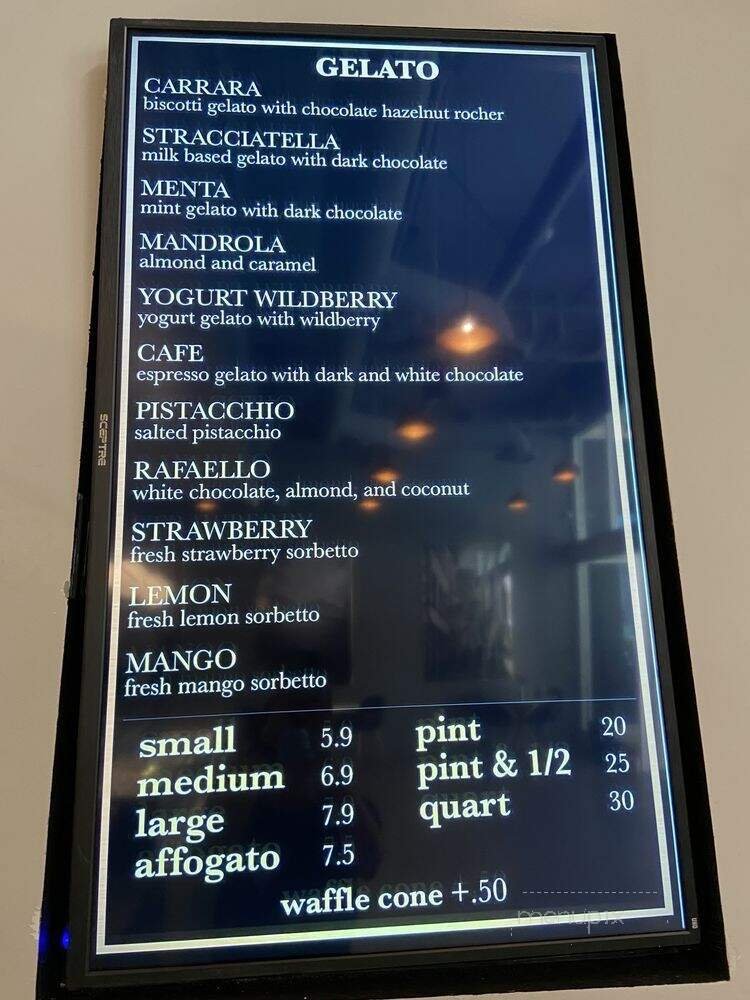 GELATO
CARRARA
biscotti gelato with chocolate hazelnut rocher
STRACCIATELLA
milk based gelato with dark chocolate
MENTA
mint gelato with dark chocolate
MANDROLA
almond and caramel
YOGURT WILDBERRY
yogurt gelato with wildberry
CAFE
espresso gelato with dark and white chocolate
PISTACCHIO
salted pistacchio
RAFAELLO
white chocolate, almond, and coconut
STRAWBERRY
fresh strawberry sorbetto
LEMON
fresh lemon sorbetto
MANGO
fresh mango sorbetto
small 5.9 pint 20
medium 6.9 pint & 1/2 25
large 7.9 quart 30
affogato 7.5
waffle cone +.50
SCEPTRE
menupix